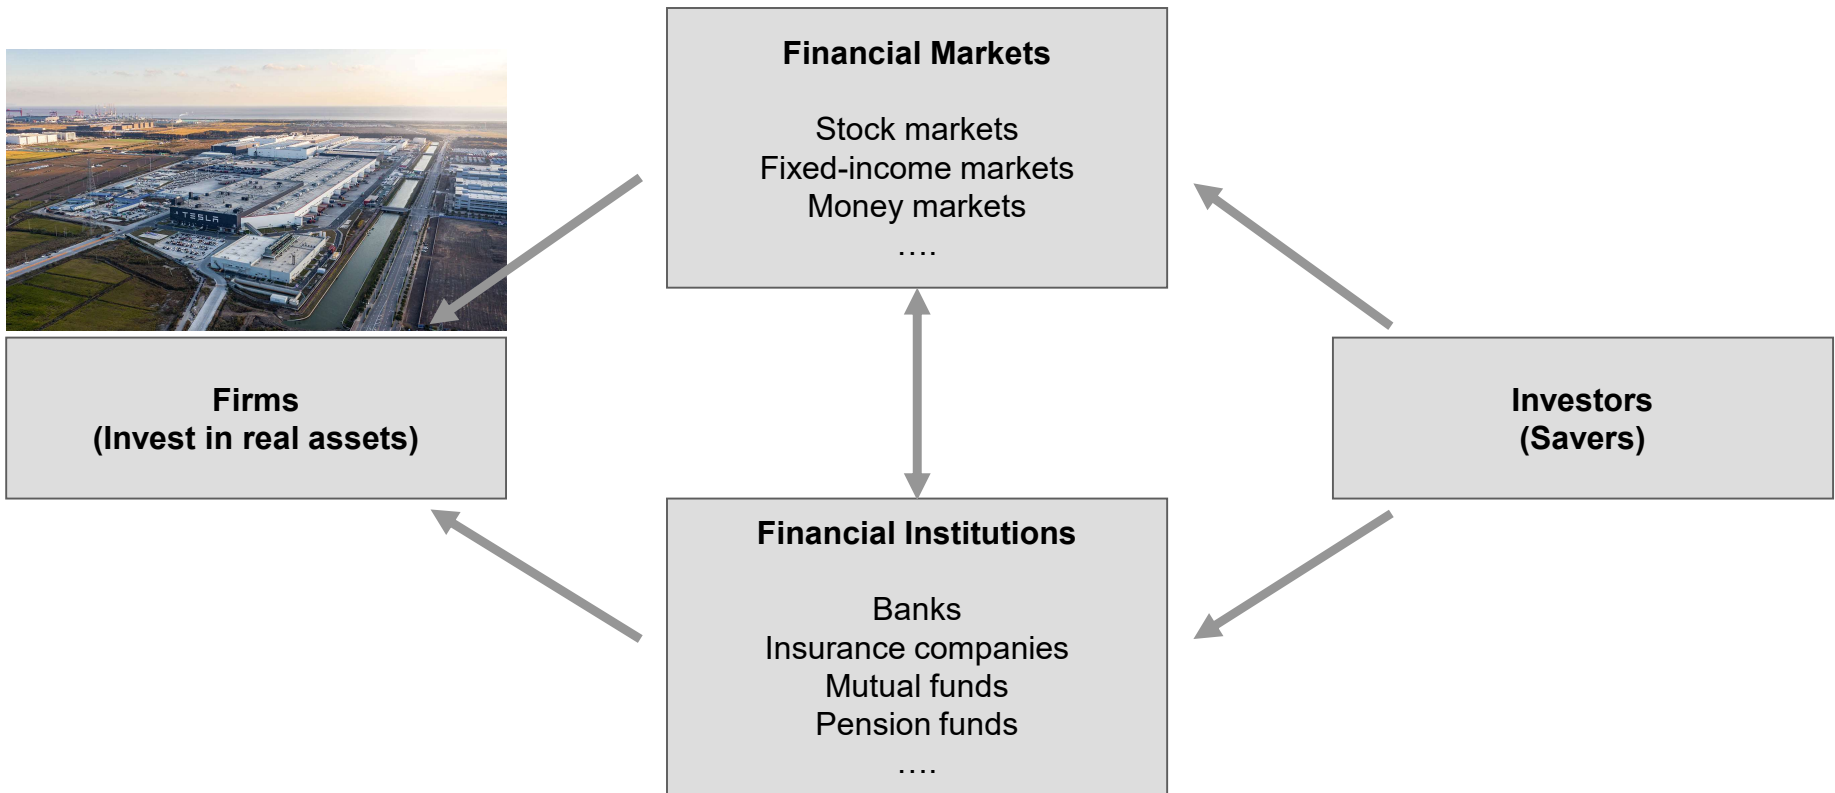 Financial Markets
Stock markets
Fixed-income markets
Money markets
….
TESLA
Firms
(Invest in real assets)
Investors
(Savers)
Financial Institutions
Banks
Insurance companies
Mutual funds
Pension funds
….